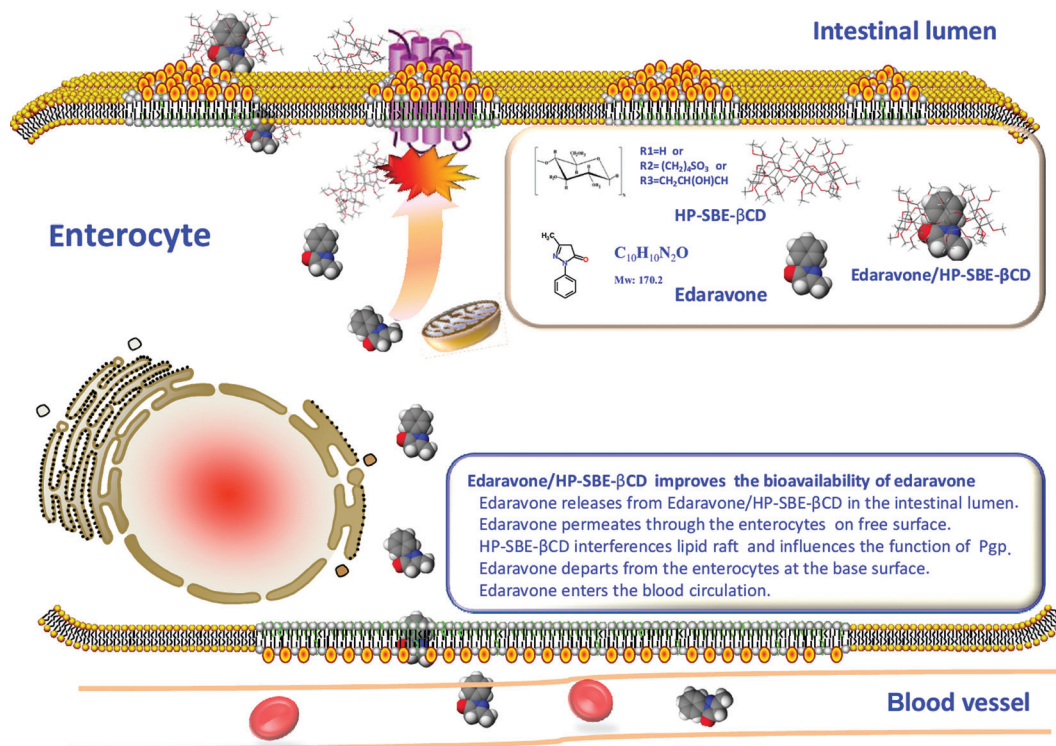 Intestinal lumen
Enterocyte
R1=H or
R2=(CH₂)₄SO₃ or
R3=CH₂CH(OH)CH
HP-SBE-βCD
CH₃
N
N
O
C₁₀H₁₀N₂O
Mw: 170.2
Edaravone
Edaravone/HP-SBE-βCD
Edaravone/HP-SBE-βCD improves the bioavailability of edaravone
Edaravone releases from Edaravone/HP-SBE-βCD in the intestinal lumen.
Edaravone permeates through the enterocytes on free surface.
HP-SBE-βCD interferences lipid raft and influences the function of Pgp.
Edaravone departs from the enterocytes at the base surface.
Edaravone enters the blood circulation.
Blood vessel